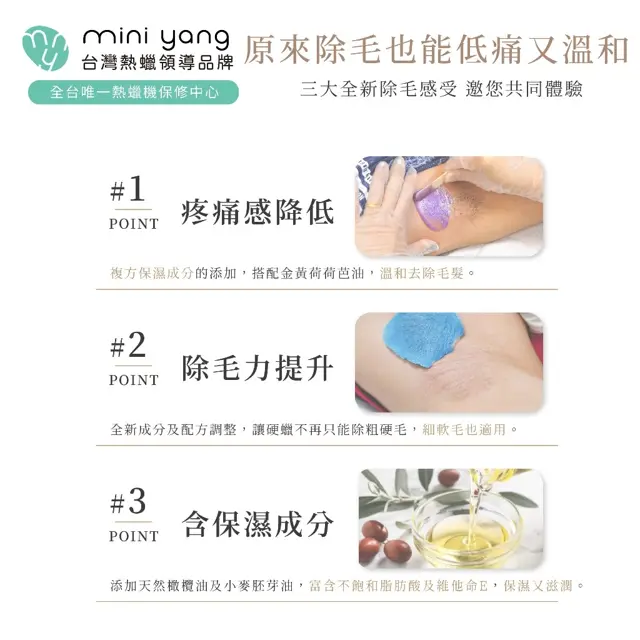 mini yang
台灣熱蠟領導品牌
全台唯一熱蠟機保修中心
原來除毛也能低痛又溫和
三大全新除毛感受 邀您共同體驗
#1
POINT
疼痛感降低
複方保濕成分的添加，搭配金黃荷荷芭油，溫和去除毛髮。
#2
POINT
除毛力提升
全新成分及配方調整，讓硬蠟不再只能除粗硬毛，細軟毛也適用。
#3
POINT
含保濕成分
添加天然橄欖油及小麥胚芽油，富含不飽和脂肪酸及維他命E，保濕又滋潤。